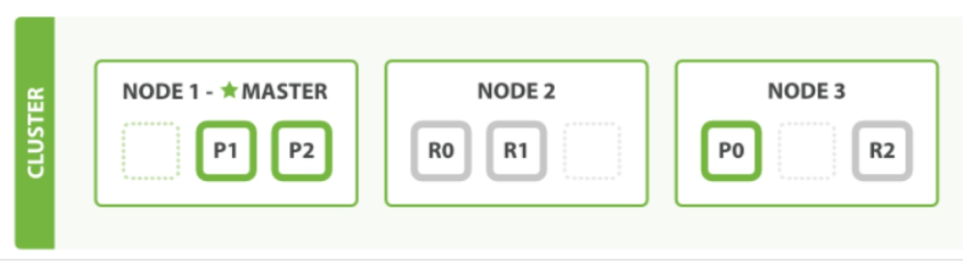 CLUSTER
NODE 1 - ★ MASTER
P1
P2
NODE 2
R0
R1
NODE 3
P0
R2